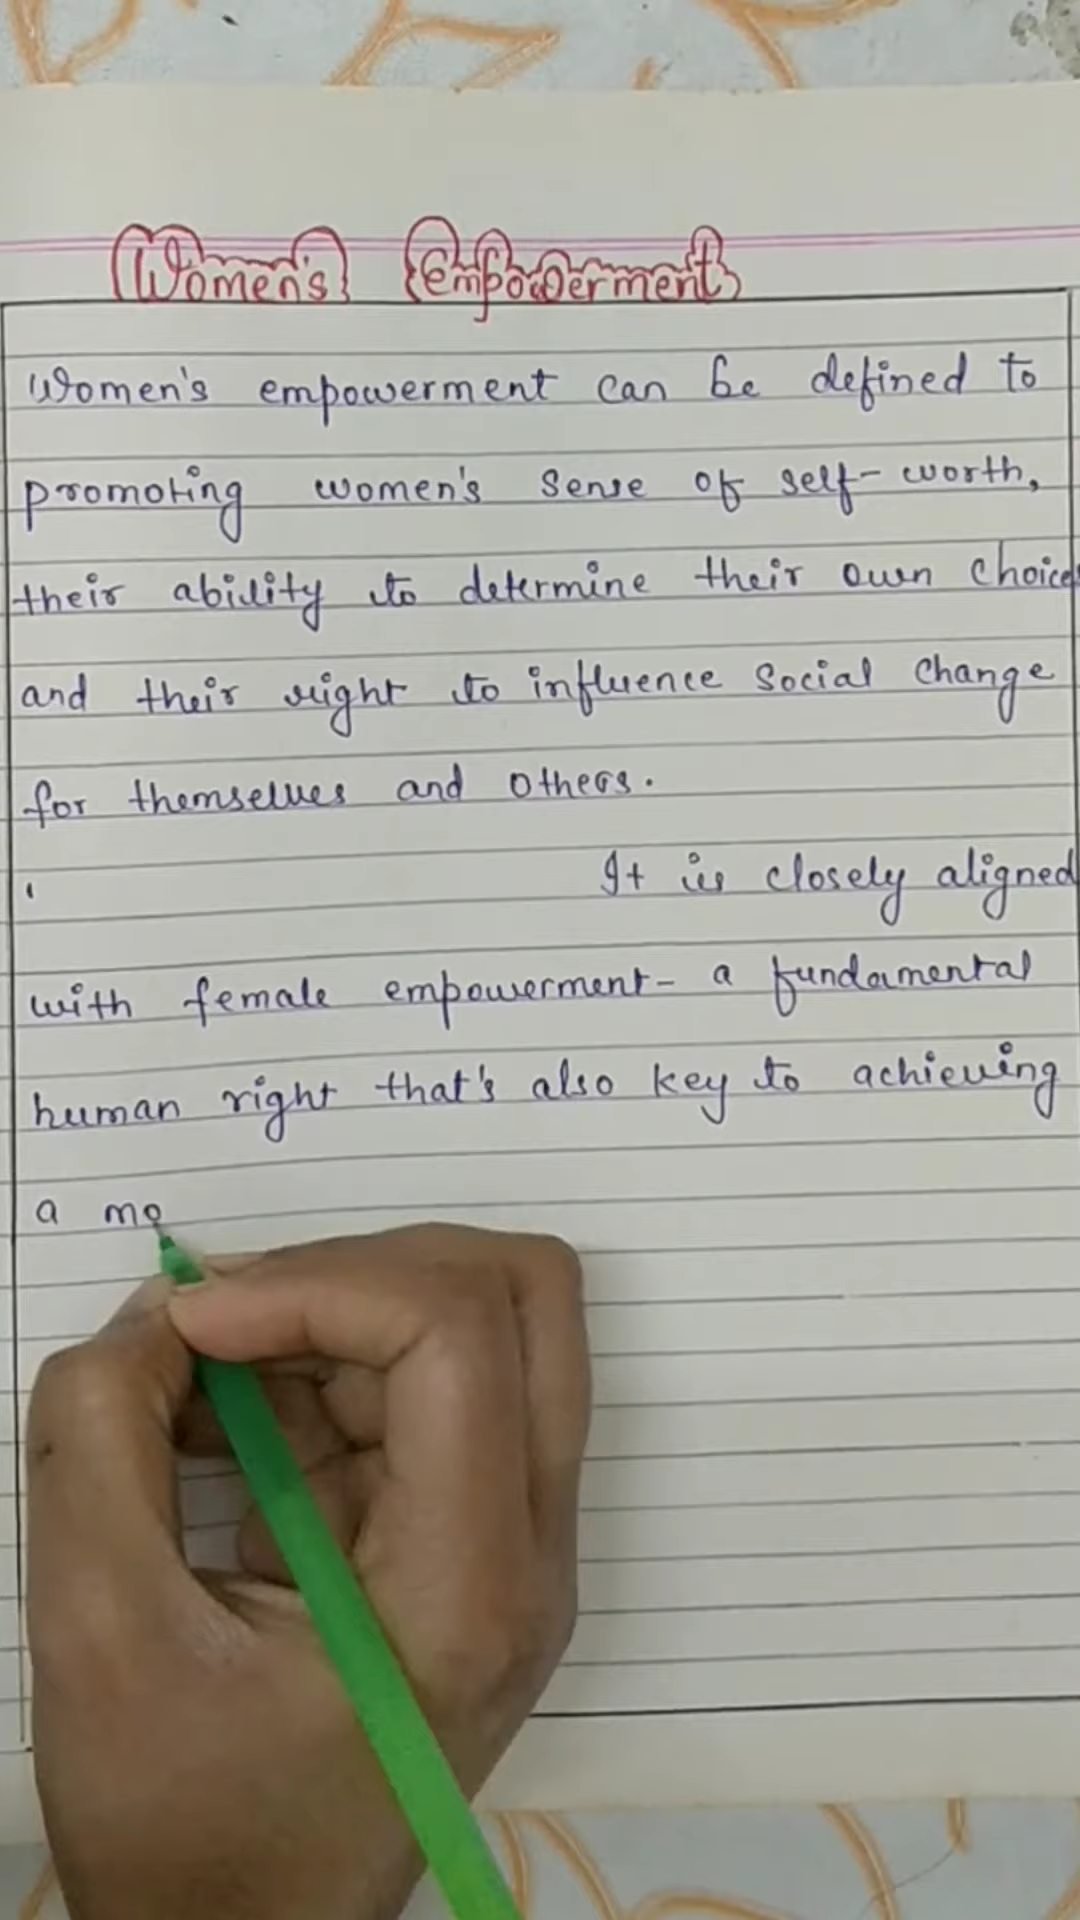 Women's Empowerment
Women's empowerment can be defined to
promoting women's sense of self-worth,
their ability to determine their own choice
and their right to influence social change
for themselves and others.
It is closely aligned
with female empowerment- a fundamental
human right that's also key to achieving
a mo